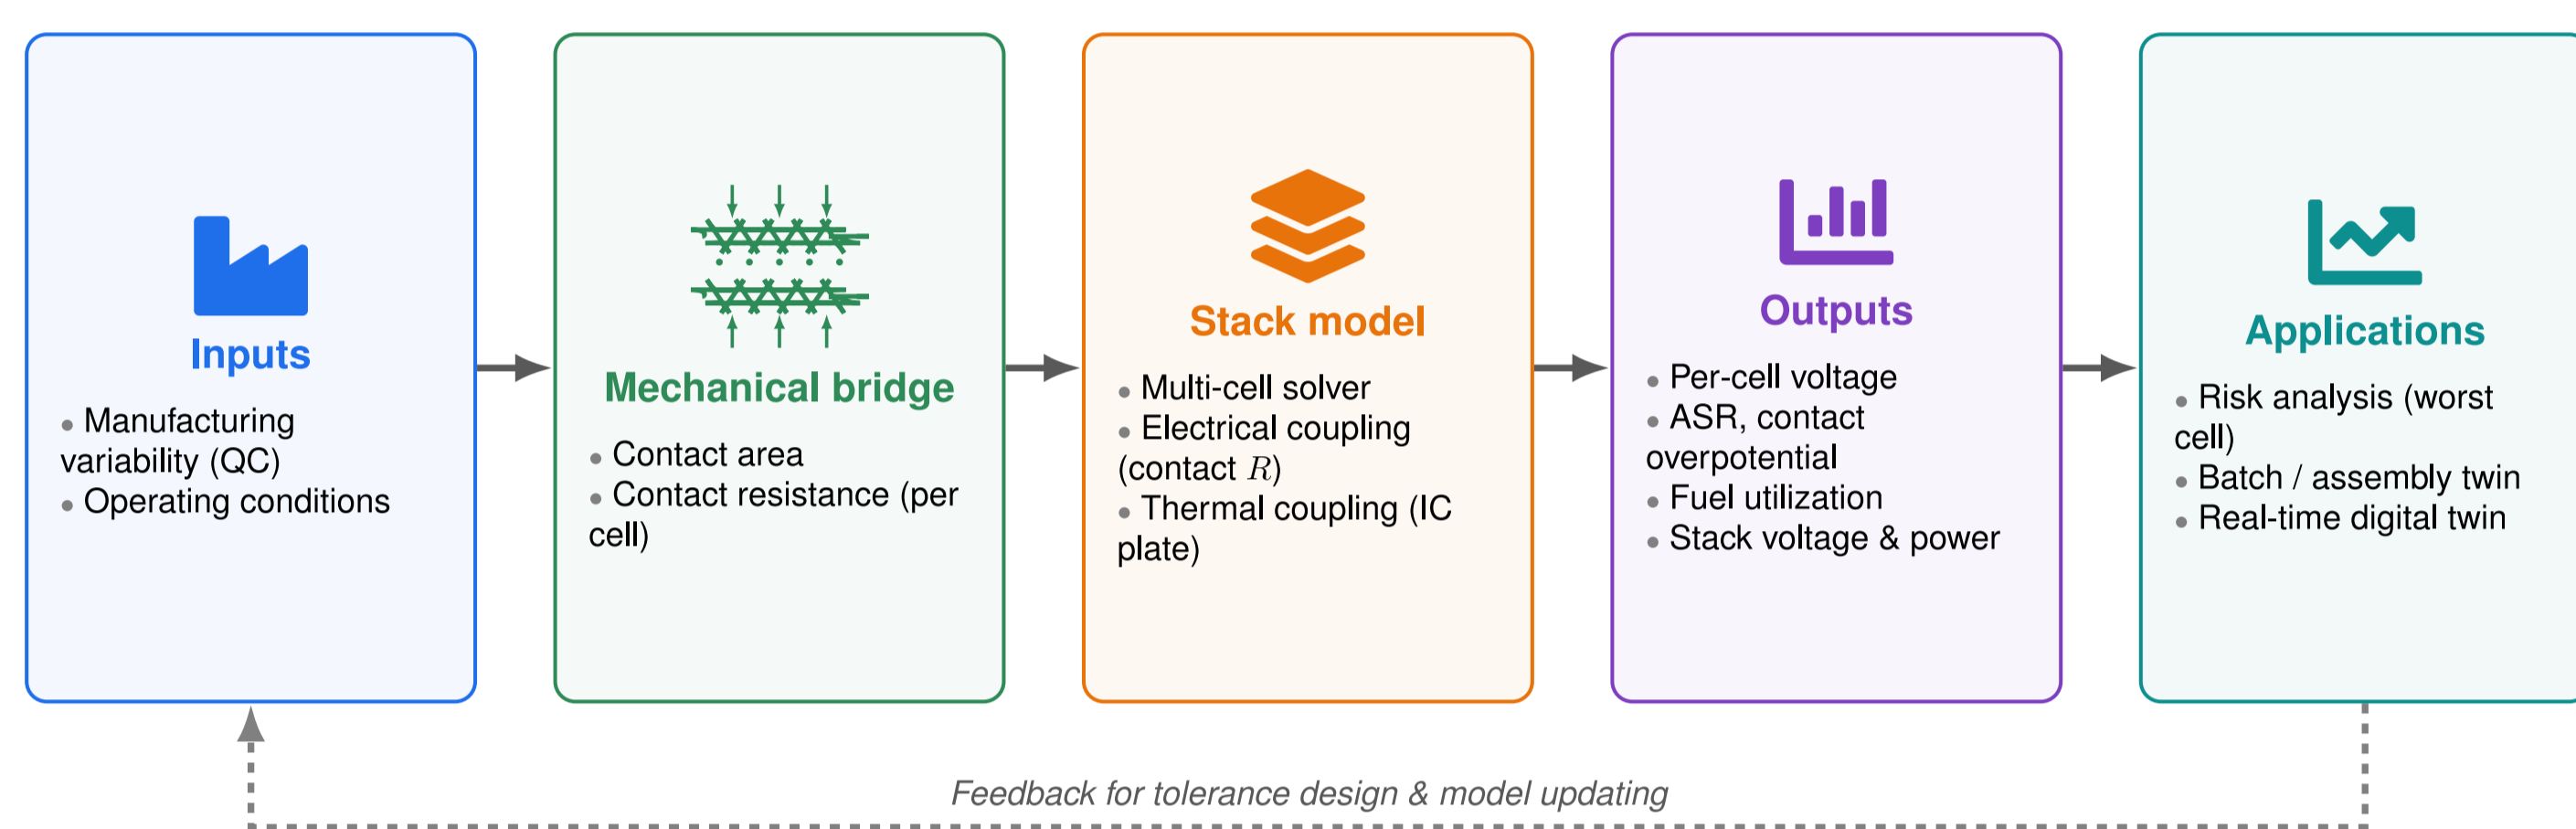 Inputs
• Manufacturing
variability (QC)
• Operating conditions
Mechanical bridge
• Contact area
• Contact resistance (per
cell)
Stack model
• Multi-cell solver
• Electrical coupling
(contact R)
• Thermal coupling (IC
plate)
Outputs
• Per-cell voltage
• ASR, contact
overpotential
• Fuel utilization
• Stack voltage & power
Applications
• Risk analysis (worst
cell)
• Batch / assembly twin
• Real-time digital twin
Feedback for tolerance design & model updating